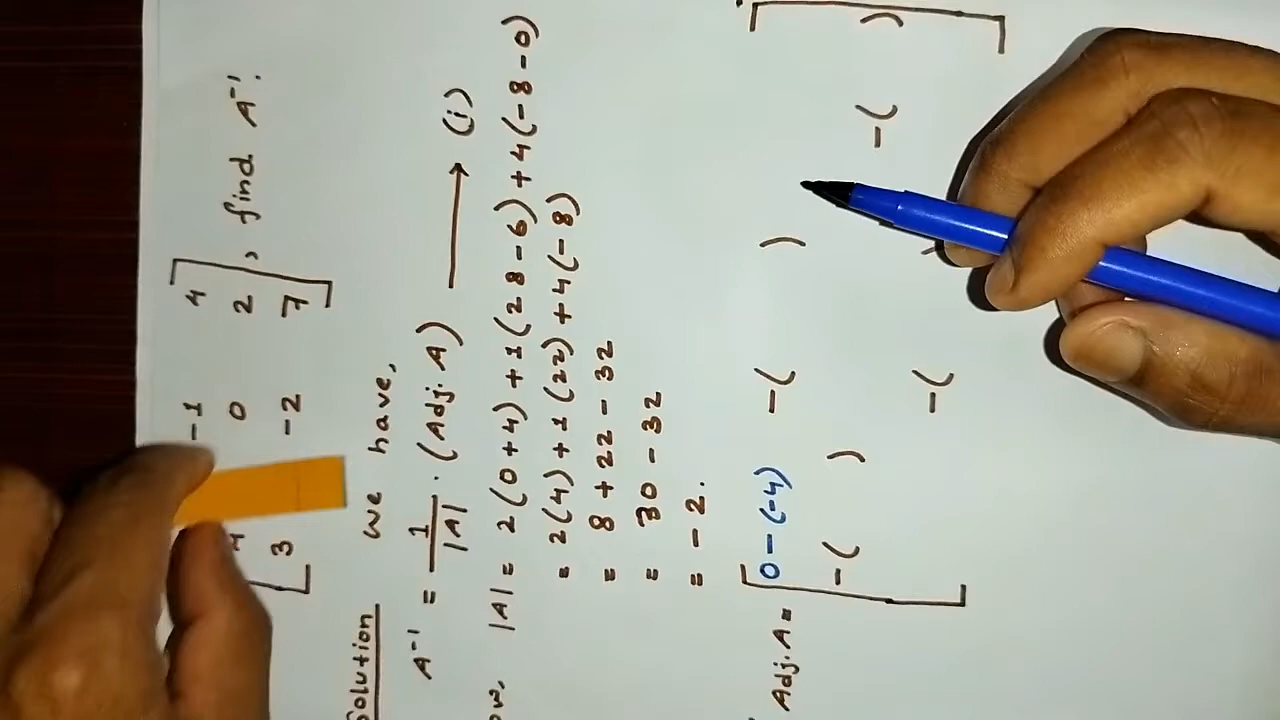 -1 4
0 2 , find A⁻¹.
3 -2 7
Solution We have,
A⁻¹ = 1/|A| . (Adj. A) ⟶ (i)
|A| = 2(0+4)+1(28-6)+4(-8-0)
= 2(4)+1(22)+4(-8)
= 8+22-32
= 30-32
= -2.
Adj. A = [ 0-(-4) -( )
-( ) -( )
-(